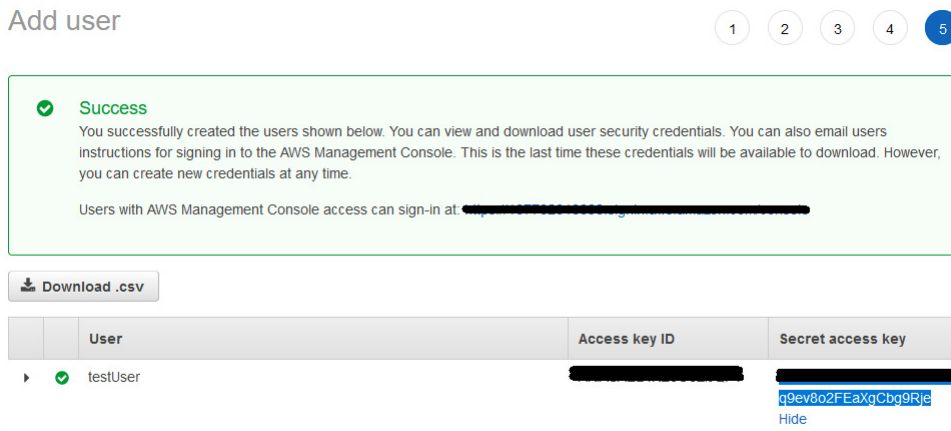 Add user
1 2 3 4 5
Success
You successfully created the users shown below. You can view and download user security credentials. You can also email users
instructions for signing in to the AWS Management Console. This is the last time these credentials will be available to download. However,
you can create new credentials at any time.
Users with AWS Management Console access can sign-in at:
Download .csv
User Access key ID Secret access key
testUser
q9ev8o2FEaXgCbg9Rje
Hide